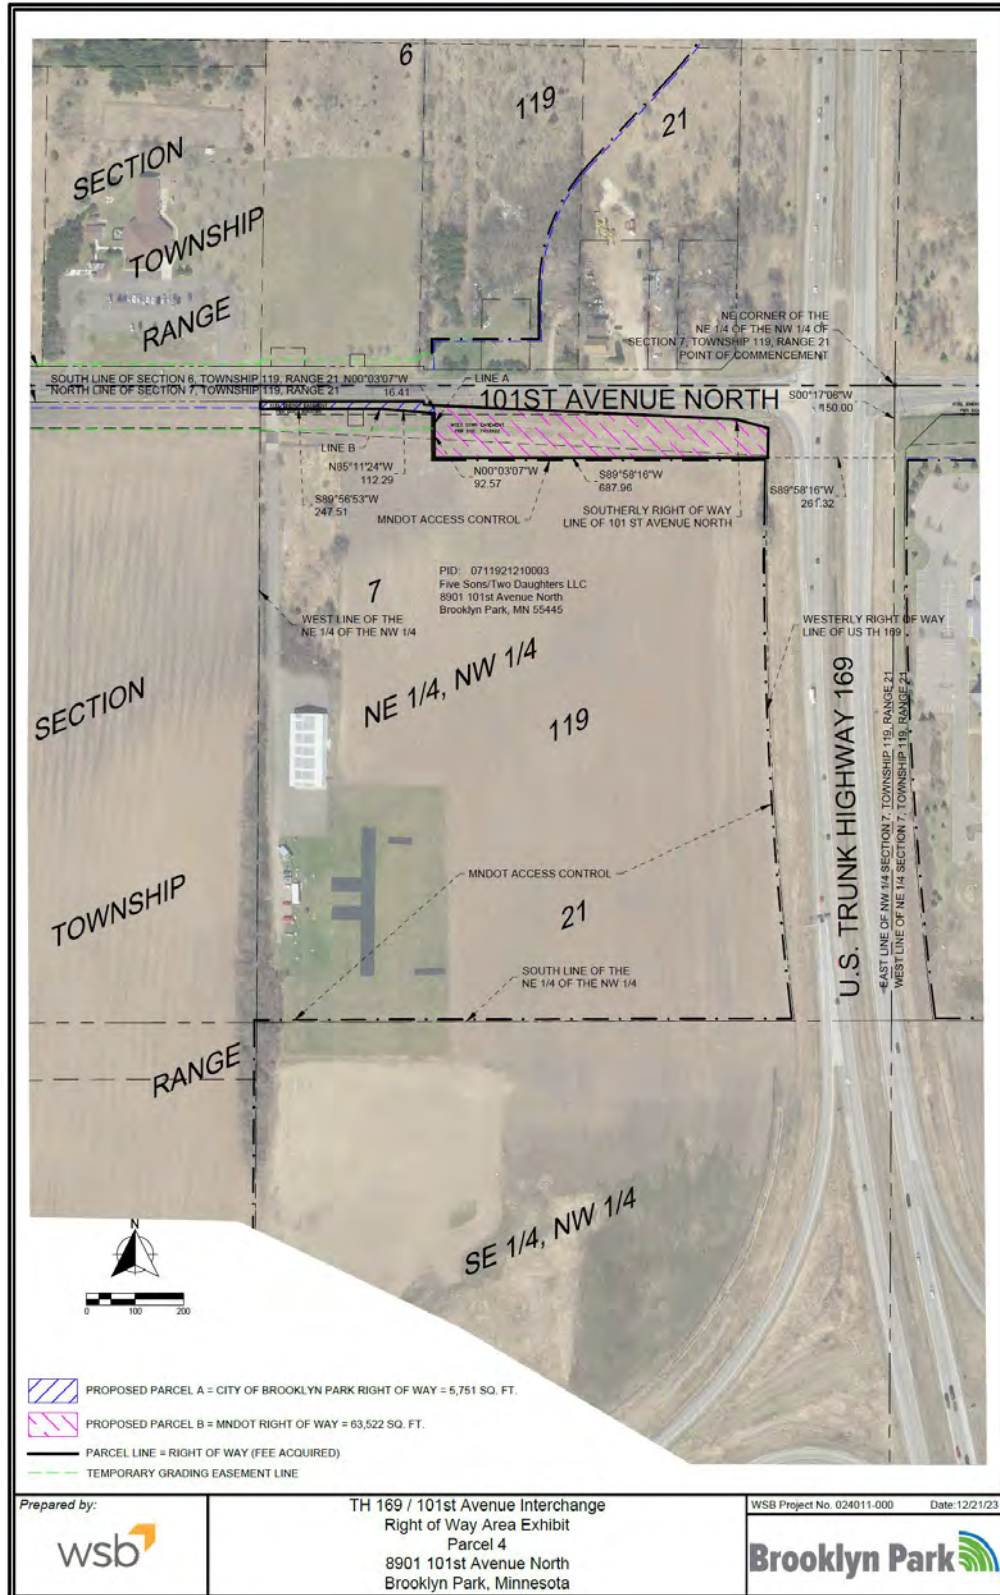 6
119
21
SECTION
TOWNSHIP
RANGE
NE CORNER OF THE
NE 1/4 OF THE NW 1/4 OF
SECTION 7, TOWNSHIP 119, RANGE 21
POINT OF COMMENCEMENT
SOUTH LINE OF SECTION 6, TOWNSHIP 119, RANGE 21
NORTH LINE OF SECTION 7, TOWNSHIP 119, RANGE 21
N00°03'07"W
16.41
LINE A
101ST AVENUE NORTH
S00°17'06"W
150.00
LINE B
N85°11'24"W
112.29
S89°56'53"W
247.51
N00°03'07"W
92.57
S89°58'16"W
687.96
S89°58'16"W
261.32
MNDOT ACCESS CONTROL
SOUTHERLY RIGHT OF WAY
LINE OF 101 ST AVENUE NORTH
PID: 0711921210003
Five Sons/Two Daughters LLC
8901 101st Avenue North
Brooklyn Park, MN 55445
7
WEST LINE OF THE
NE 1/4 OF THE NW 1/4
WESTERLY RIGHT OF WAY
LINE OF US TH 169
NE 1/4, NW 1/4
SECTION
119
U.S. TRUNK HIGHWAY 169
EAST LINE OF NW 1/4 SECTION 7, TOWNSHIP 119, RANGE 21
WEST LINE OF NE 1/4 SECTION 7, TOWNSHIP 119, RANGE 21
MNDOT ACCESS CONTROL
TOWNSHIP
21
SOUTH LINE OF THE
NE 1/4 OF THE NW 1/4
RANGE
SE 1/4, NW 1/4
N
0 100 200
PROPOSED PARCEL A = CITY OF BROOKLYN PARK RIGHT OF WAY = 5,751 SQ. FT.
PROPOSED PARCEL B = MNDOT RIGHT OF WAY = 63,522 SQ. FT.
PARCEL LINE = RIGHT OF WAY (FEE ACQUIRED)
TEMPORARY GRADING EASEMENT LINE
Prepared by:
wsb
TH 169 / 101st Avenue Interchange
Right of Way Area Exhibit
Parcel 4
8901 101st Avenue North
Brooklyn Park, Minnesota
WSB Project No. 024011-000 Date:12/21/23
Brooklyn Park